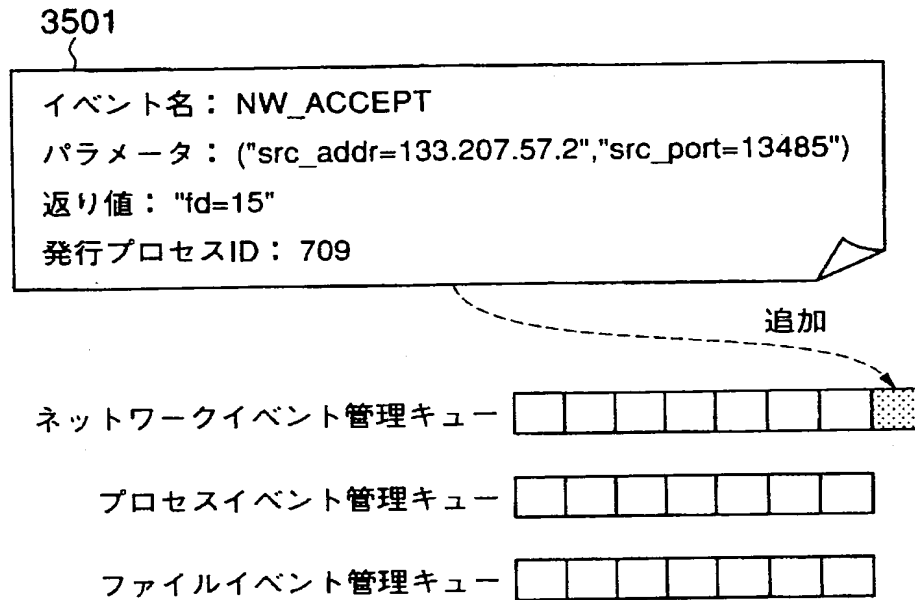 3501
イベント名： NW_ACCEPT
パラメータ： ("src_addr=133.207.57.2","src_port=13485")
返り値： "fd=15"
発行プロセスID： 709
追加
ネットワークイベント管理キュー
プロセスイベント管理キュー
ファイルイベント管理キュー